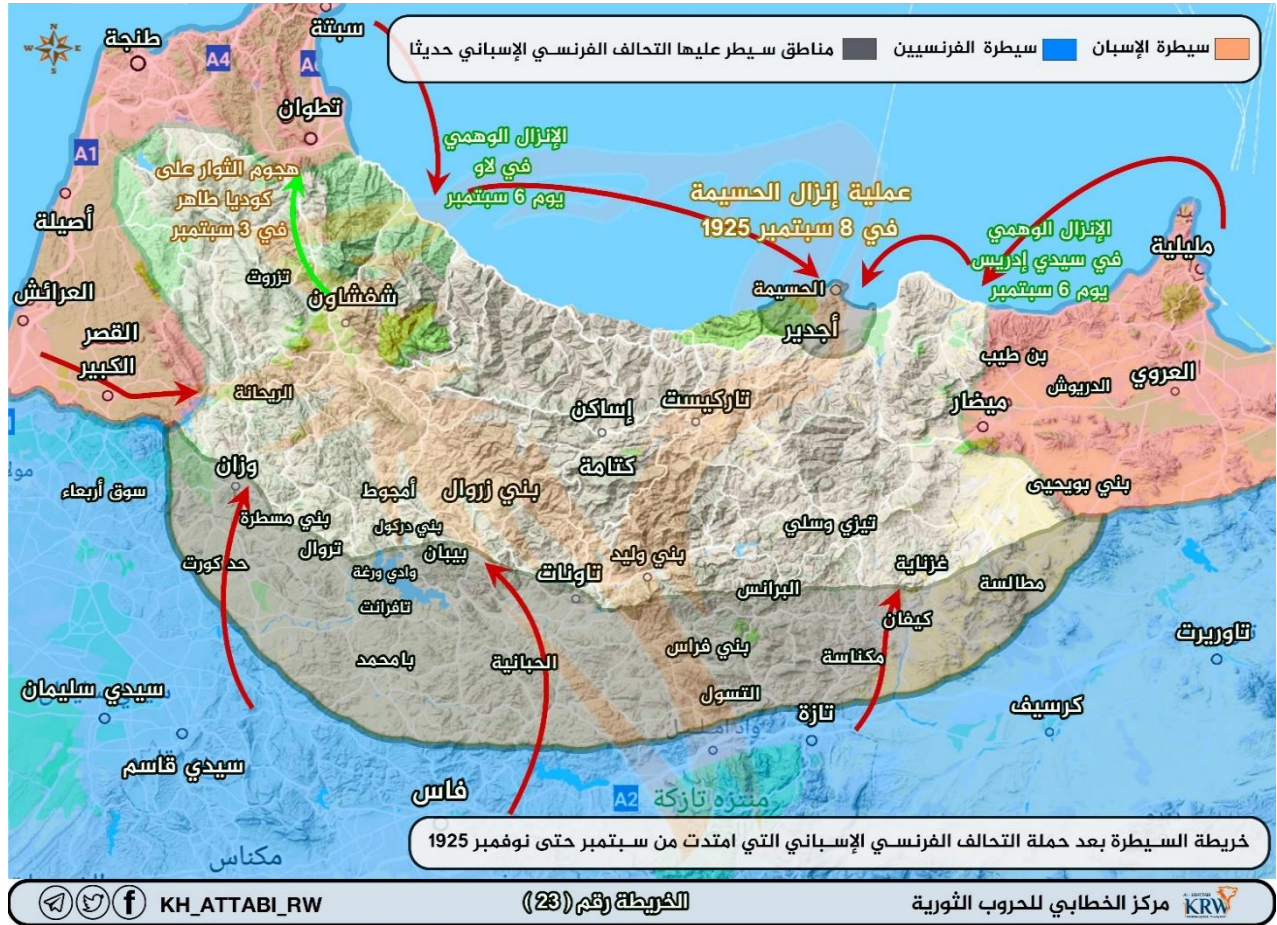 سيطرة الإسبان
سيطرة الفرنسيين
مناطق سيطر عليها التحالف الفرنسي الإسباني حديثا
N
W
E
S
سبتة
طنجة
A4
تطوان
A1
أصيلة
العرائش
القصر
الكبير
هجوم الثوار على
كوديا طاهر
في 3 سبتمبر
تزروت
شفشاون
الريحانة
الإنزال الوهمي
في لاو
يوم 6 سبتمبر
عملية إنزال الحسيمة
في 8 سبتمبر 1925
الإنزال الوهمي
في سيدي إدريس
يوم 6 سبتمبر
مليلية
الحسيمة
أجدير
بن طيب
الدريوش
العروي
ميضار
تاركيست
إساكن
كتامة
بني بويحيى
وزان
سوق أربعاء
أمجوط
بني زروال
بني مسطرة
بني دركول
تروال
بيبان
وادي ورغة
حد كورت
تاونات
بني وليد
تيزي وسلي
غزناية
البرانس
مطالسة
تافرانت
كيفان
بامحمد
الحبانية
بني فراس
مكناسة
التسول
تازة
تاوريرت
كرسيف
سيدي سليمان
سيدي قاسم
فاس
A2
منتزه تازكة
مكناس
خريطة السيطرة بعد حملة التحالف الفرنسي الإسباني التي امتدت من سبتمبر حتى نوفمبر 1925
KH_ATTABI_RW
الخريطة رقم ( 23 )
مركز الخطابي للحروب الثورية
KRW